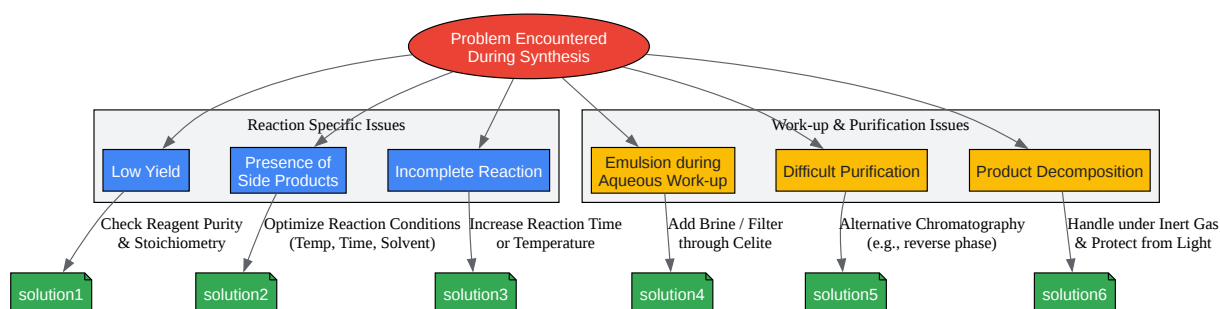 Problem Encountered
During Synthesis
Reaction Specific Issues
Work-up & Purification Issues
Low Yield
Presence of
Side Products
Incomplete Reaction
Emulsion during
Aqueous Work-up
Difficult Purification
Product Decomposition
Check Reagent Purity
& Stoichiometry
Optimize Reaction Conditions
(Temp, Time, Solvent)
Increase Reaction Time
or Temperature
Add Brine / Filter
through Celite
Alternative Chromatography
(e.g., reverse phase)
Handle under Inert Gas
& Protect from Light
solution1
solution2
solution3
solution4
solution5
solution6